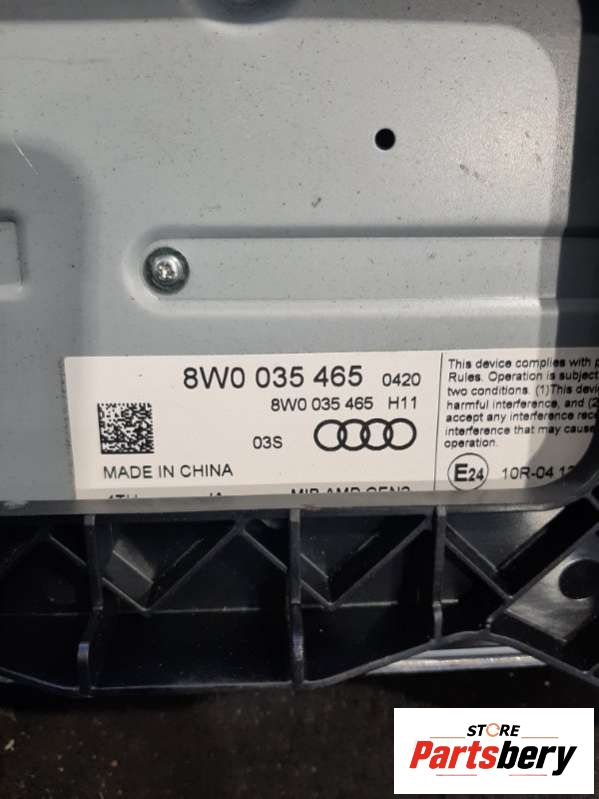 8W0 035 465 0420
8W0 035 465 H11
03S
MADE IN CHINA
This device complies with
Rules. Operation is subject
two conditions. (1)This devi
harmful interference, and (2
accept any interference rece
interference that may cause
operation.
E24 10R-04
STORE
Partsbery